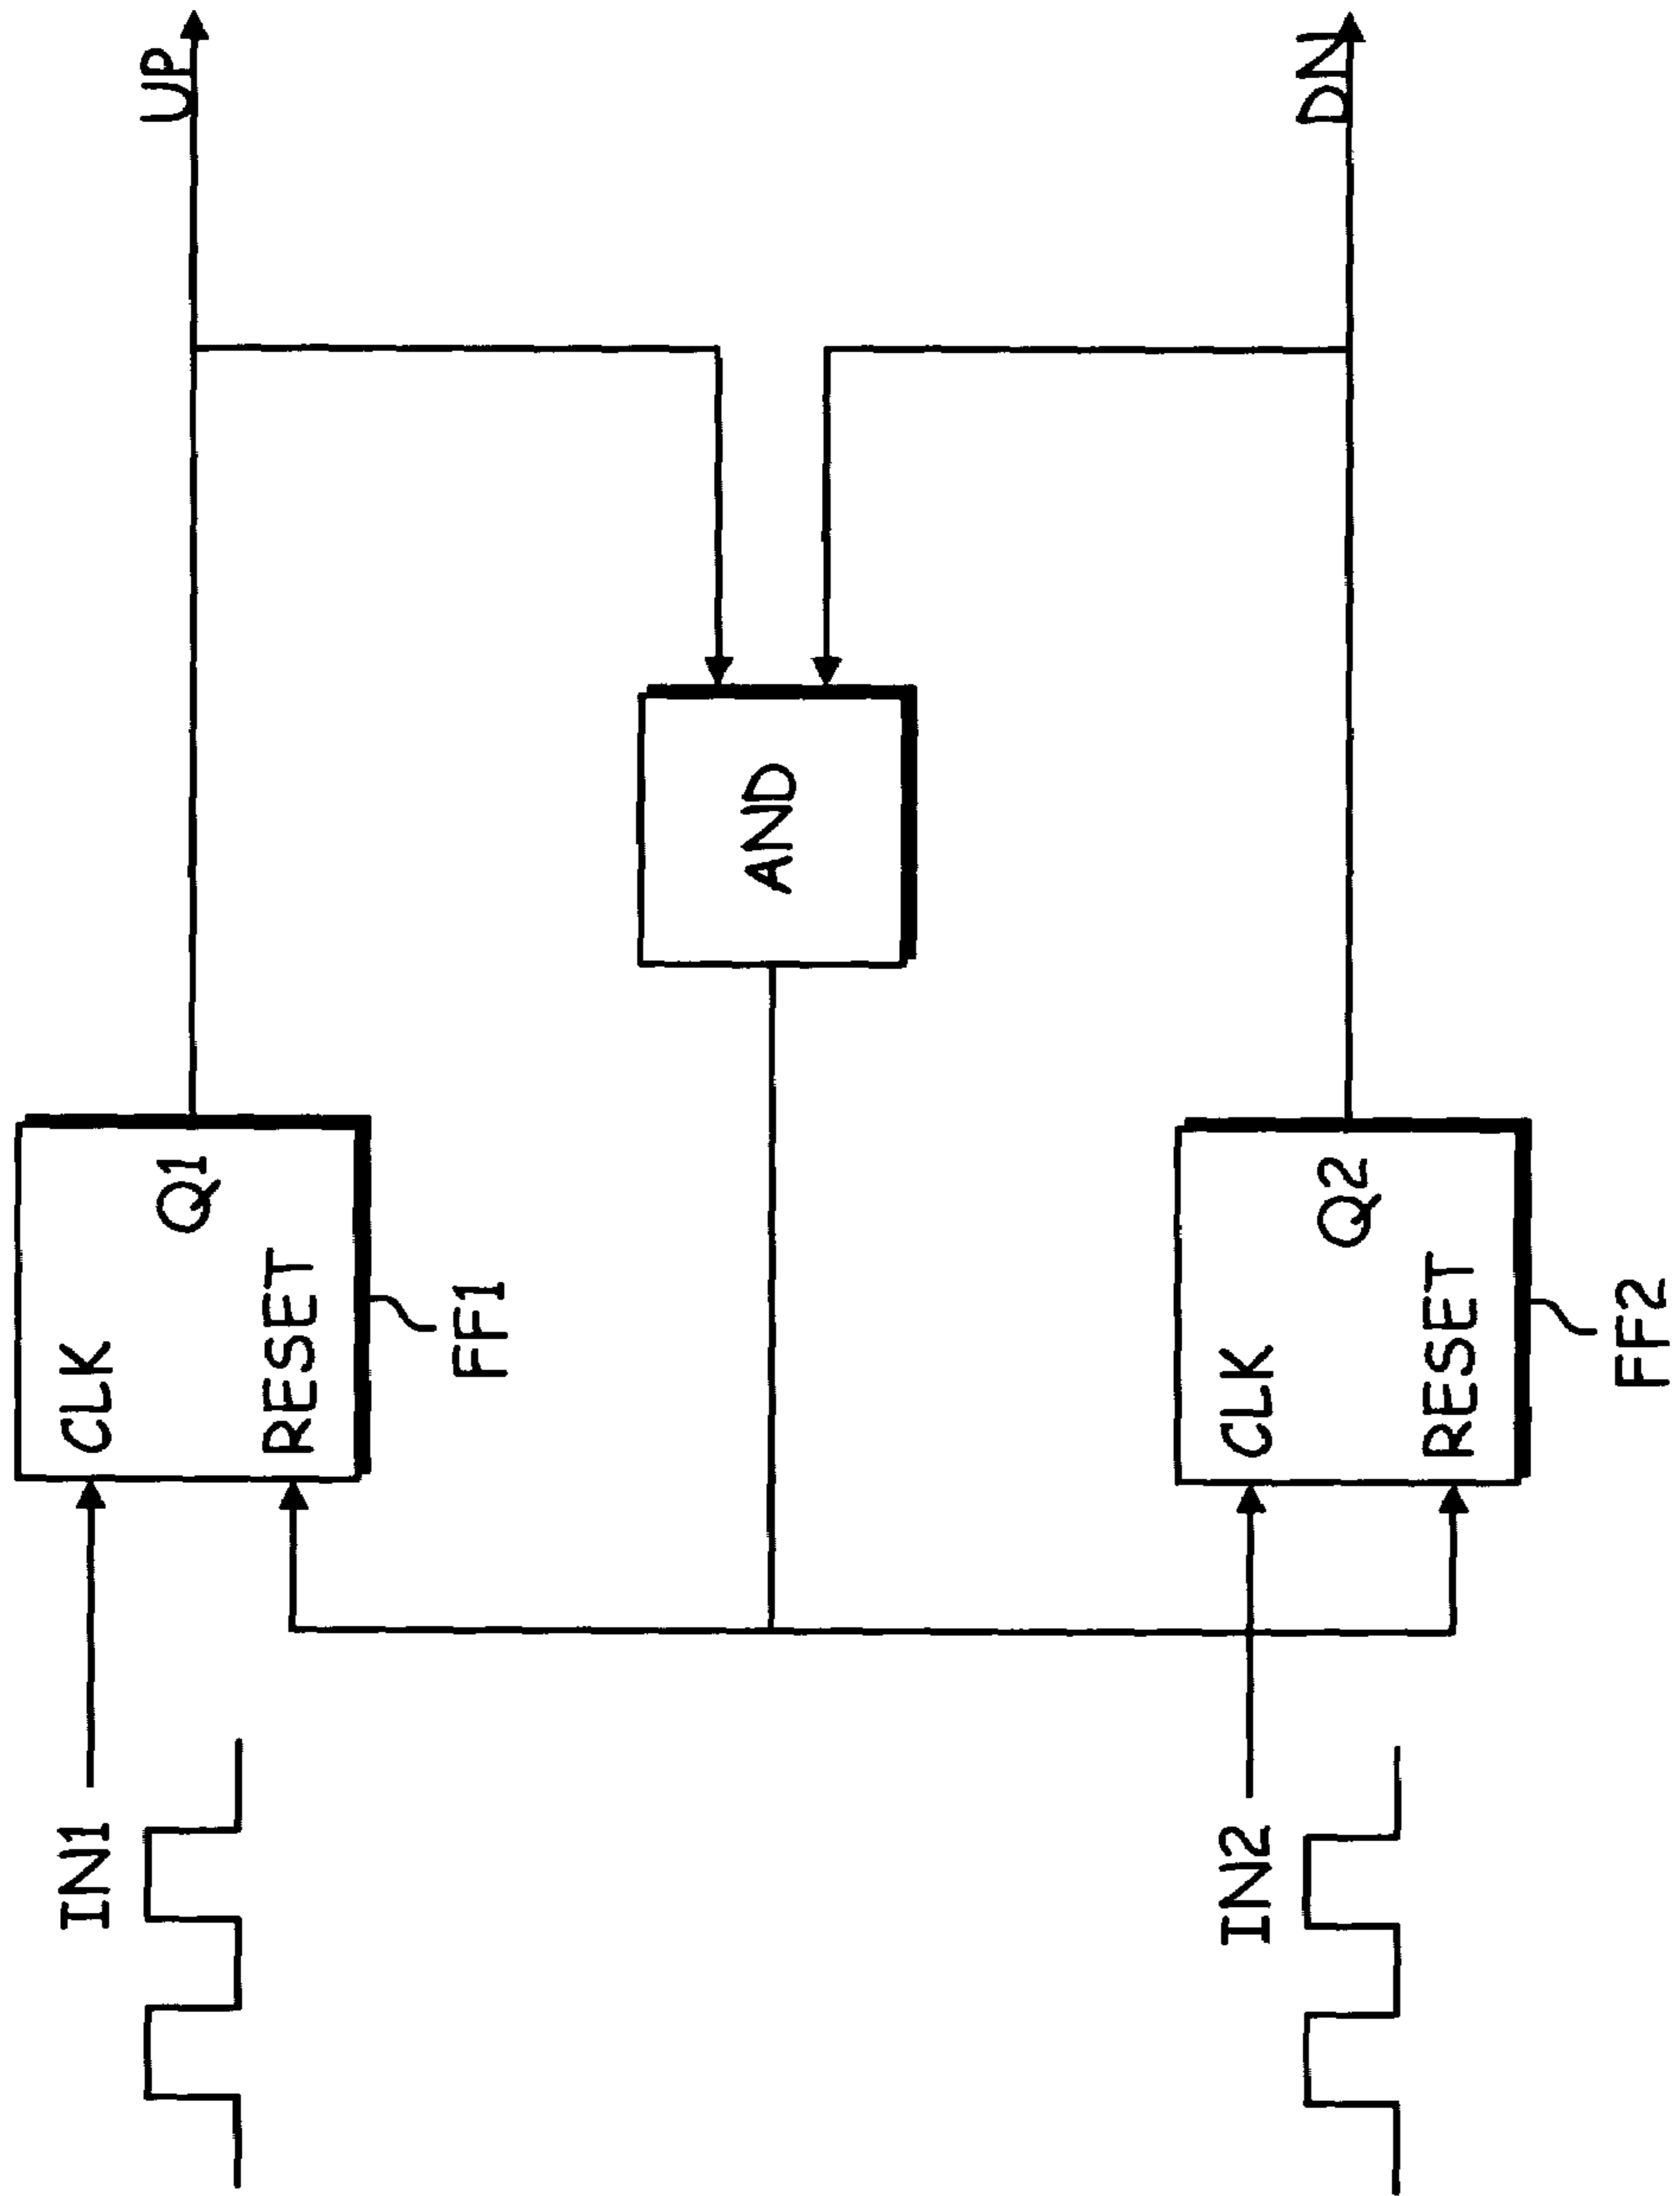 IN1
CLK
Q1
RESET
FF1
UP
AND
IN2
CLK
Q2
RESET
FF2
DN